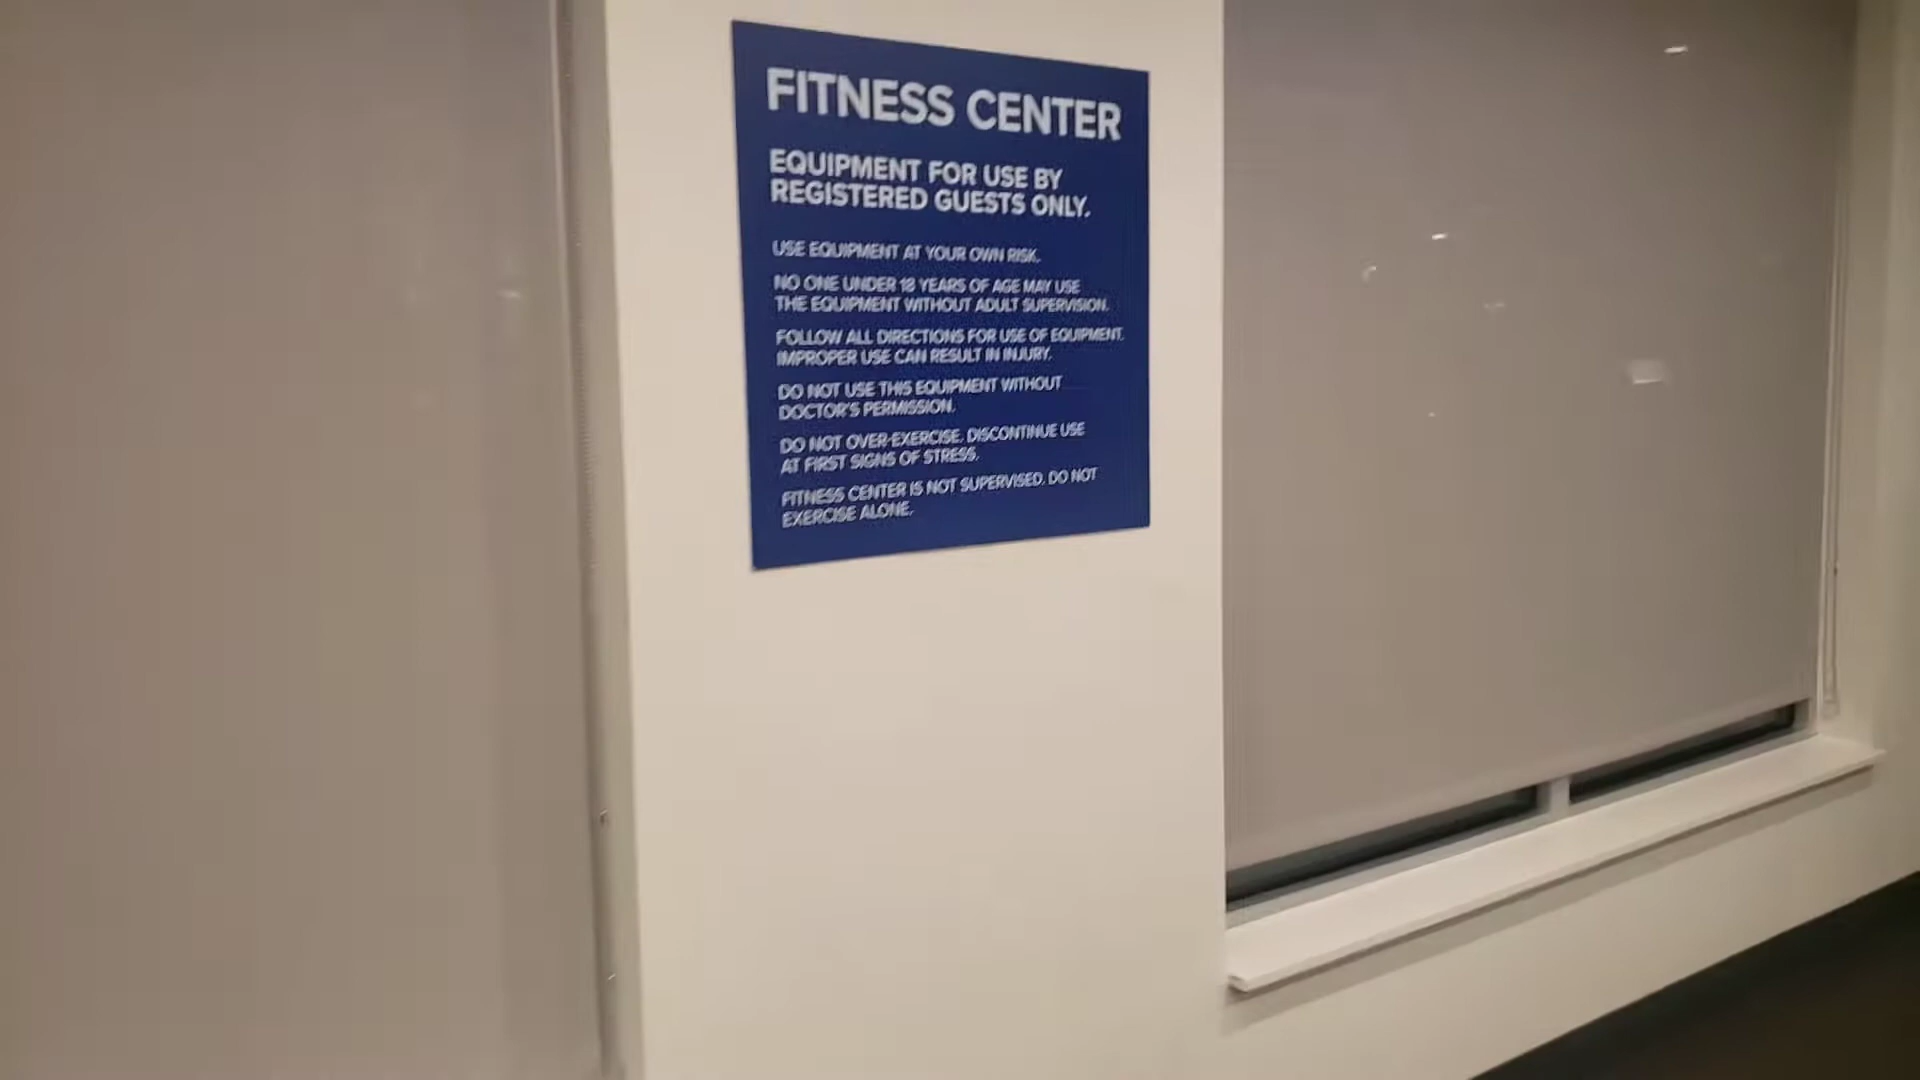 FITNESS CENTER
EQUIPMENT FOR USE BY
REGISTERED GUESTS ONLY.
USE EQUIPMENT AT YOUR OWN RISK.
NO ONE UNDER 18 YEARS OF AGE MAY USE
THE EQUIPMENT WITHOUT ADULT SUPERVISION.
FOLLOW ALL DIRECTIONS FOR USE OF EQUIPMENT.
IMPROPER USE CAN RESULT IN INJURY.
DO NOT USE THIS EQUIPMENT WITHOUT
DOCTOR'S PERMISSION.
DO NOT OVER-EXERCISE. DISCONTINUE USE
AT FIRST SIGNS OF STRESS.
FITNESS CENTER IS NOT SUPERVISED. DO NOT
EXERCISE ALONE.